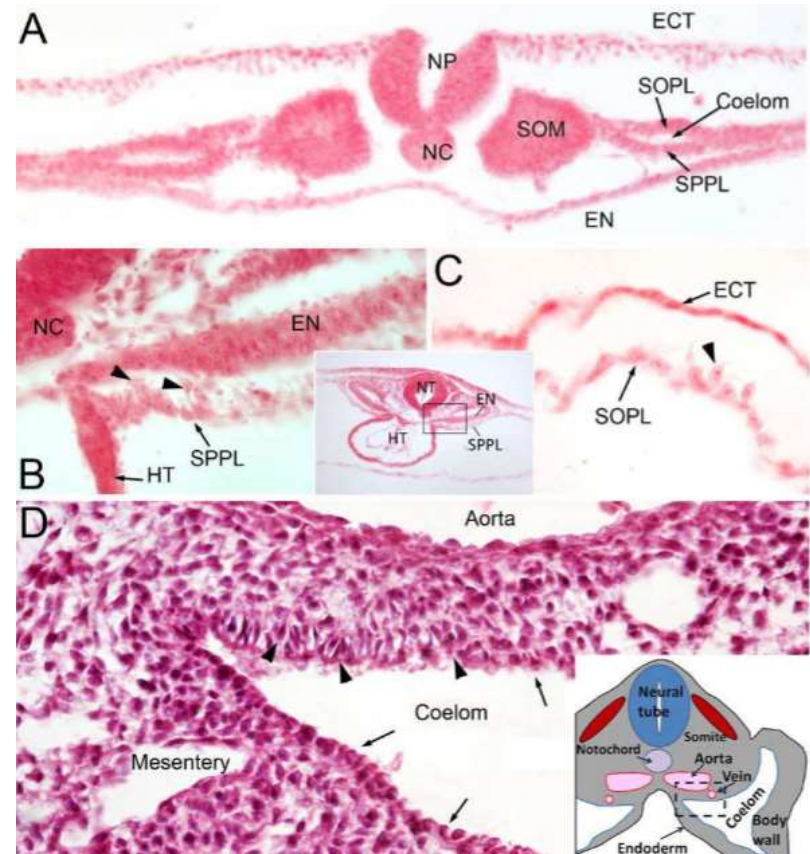 A
ECT
NP
SOPL
Coelom
SOM
NC
SPPL
EN
B
NC
EN
SPPL
HT
NT
EN
HT
SPPL
C
ECT
SOPL
D
Aorta
Coelom
Mesentery
Neural
tube
Somite
Notochord
Aorta
Vein
Coelom
Body
wall
Endoderm